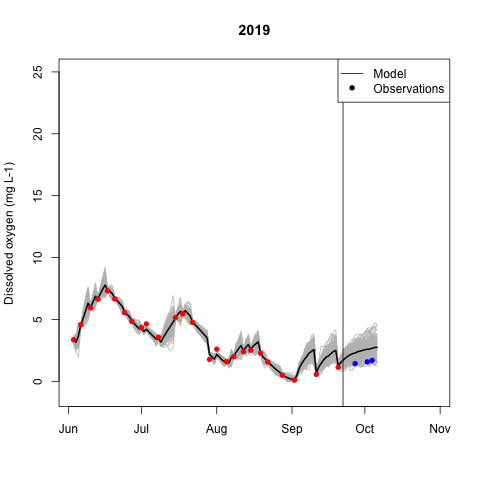 2019
Model
Observations
Dissolved oxygen (mg L-1)
25
20
15
10
5
0
Jun Jul Aug Sep Oct Nov